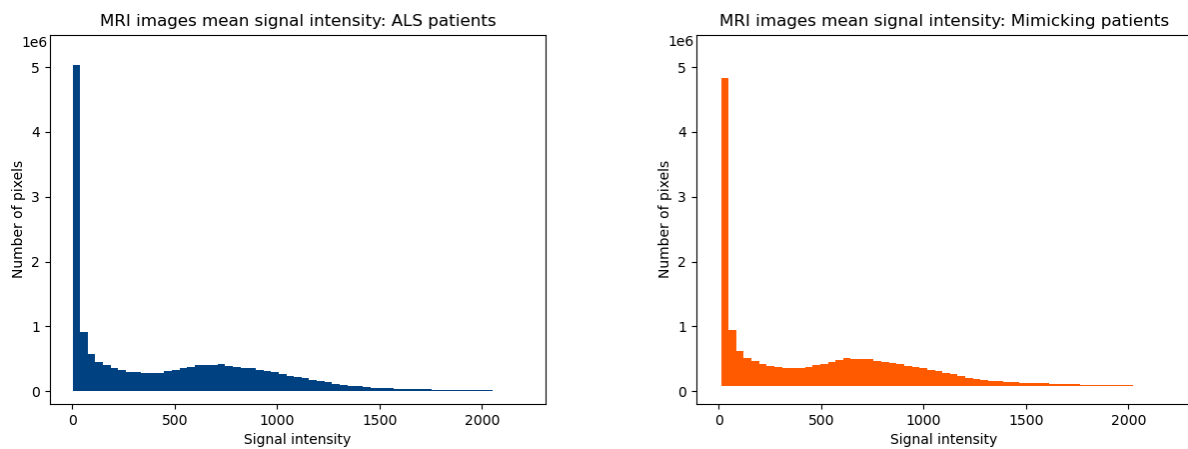 MRI images mean signal intensity: ALS patients
1e6
5
4
3
2
1
0
Number of pixels
0 500 1000 1500 2000
Signal intensity
MRI images mean signal intensity: Mimicking patients
1e6
5
4
3
2
1
0
Number of pixels
0 500 1000 1500 2000
Signal intensity